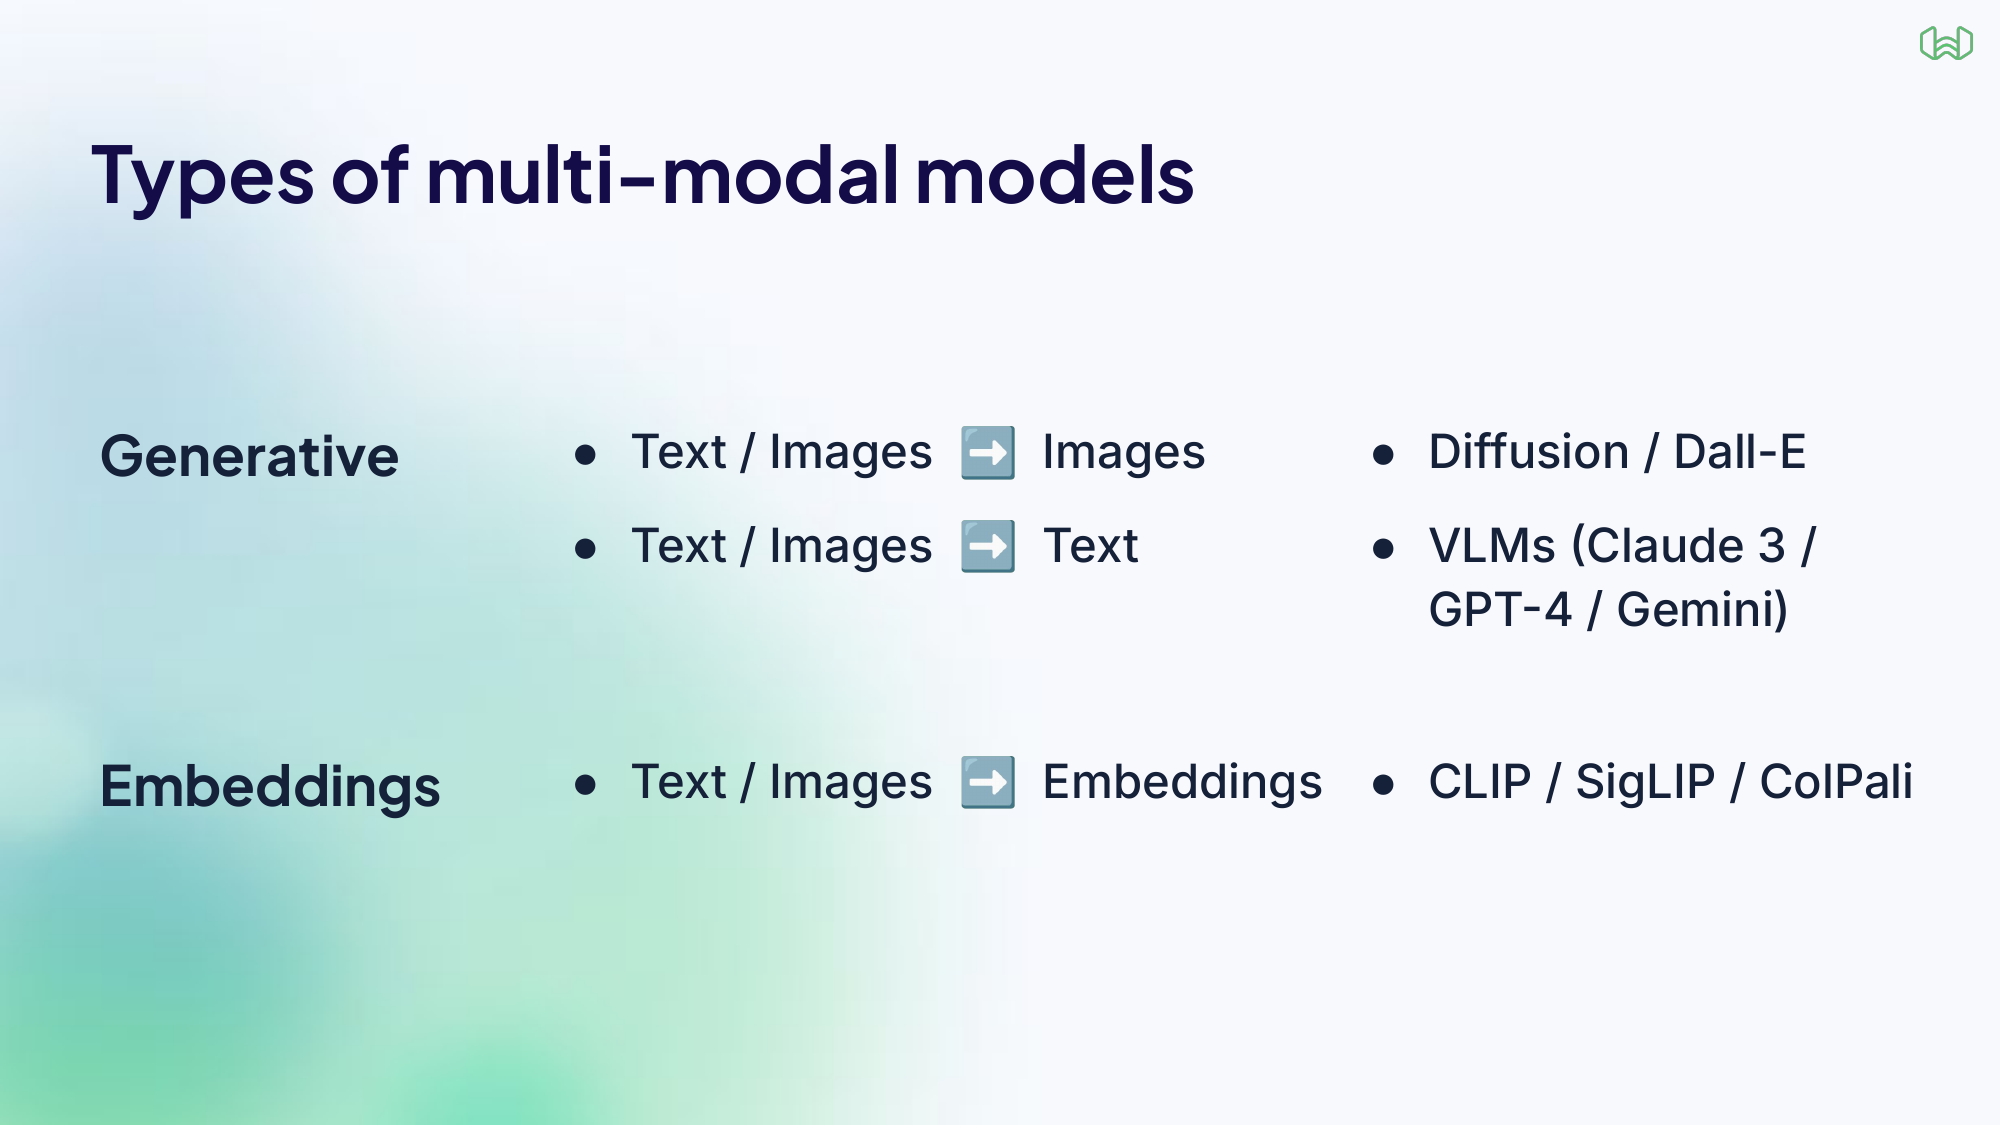 Types of multi-modal models
Generative
● Text / Images ➡️ Images
● Diffusion / Dall-E
● Text / Images ➡️ Text
● VLMs (Claude 3 /
GPT-4 / Gemini)
Embeddings
● Text / Images ➡️ Embeddings
● CLIP / SigLIP / ColPali